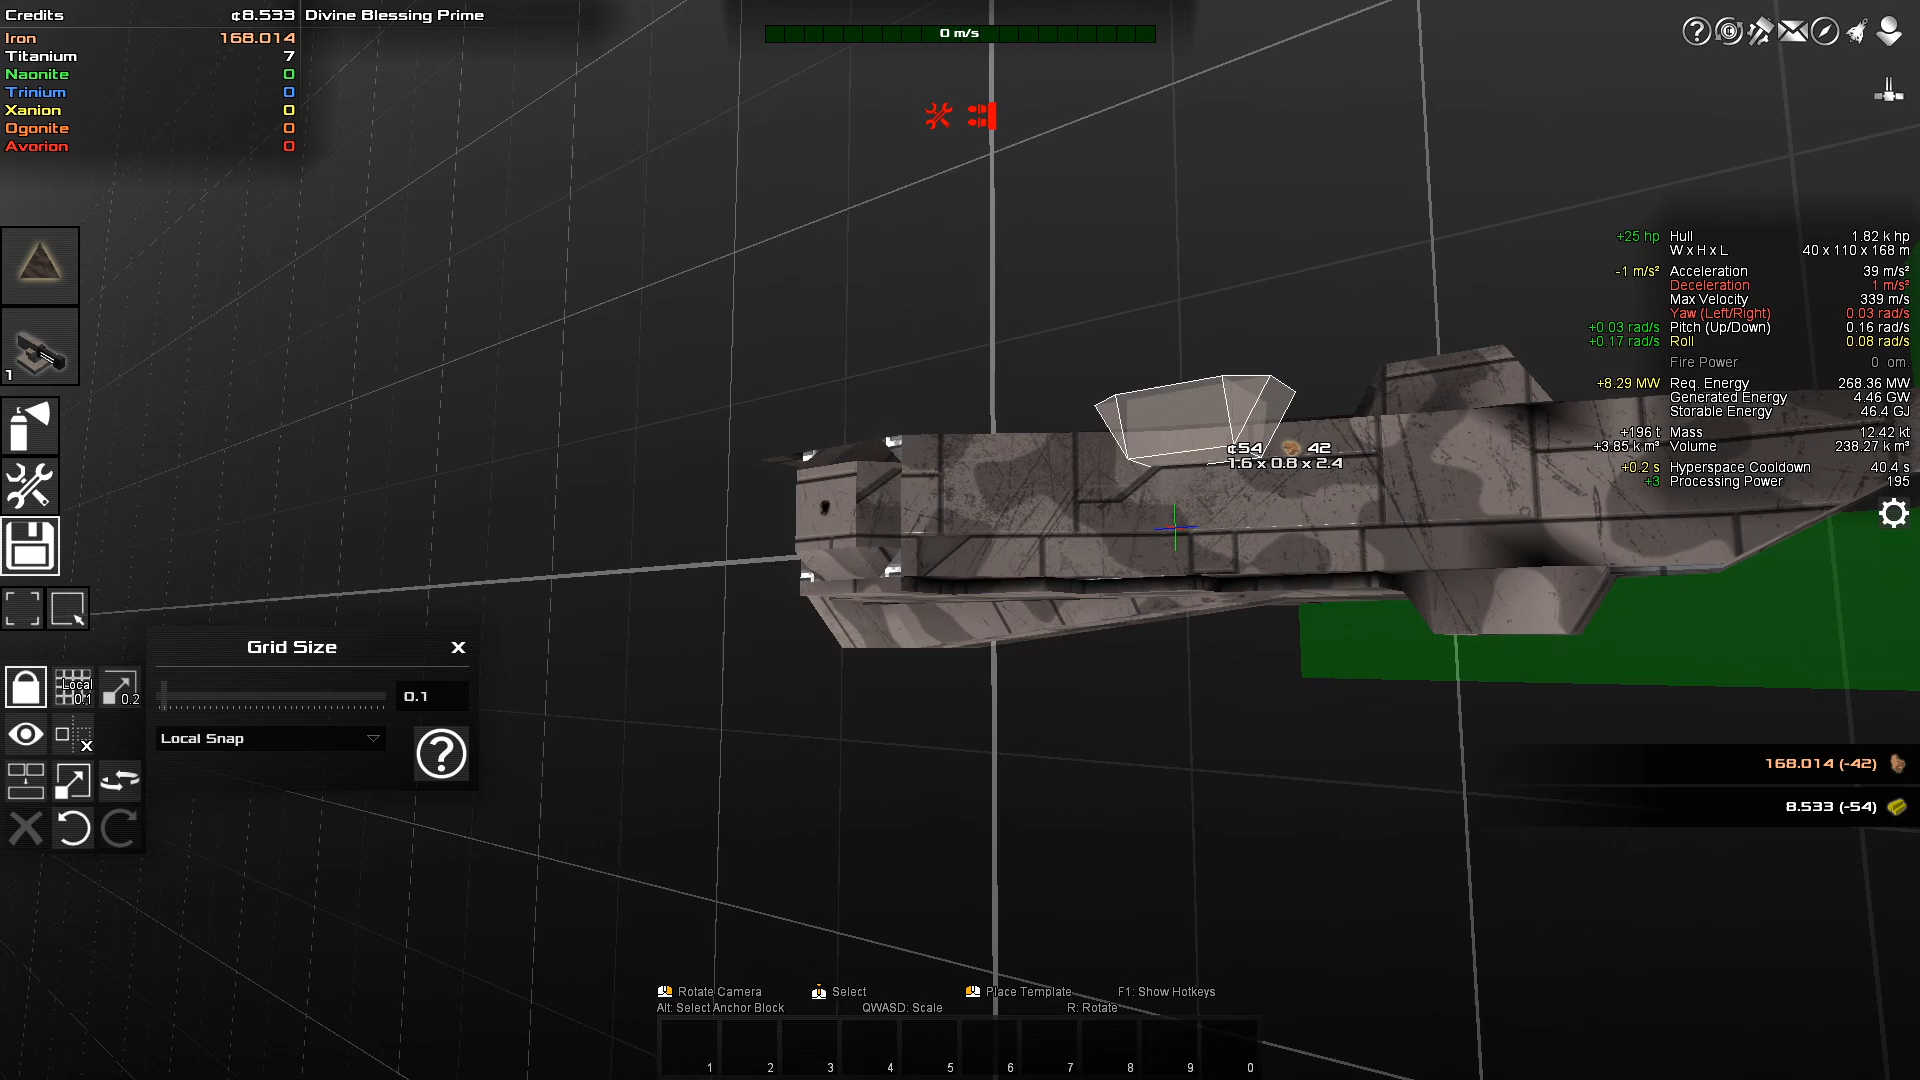 Credits ¢8.533 Divine Blessing Prime
Iron 168.014
Titanium 7
Naonite 0
Trinium 0
Xanion 0
Ogonite 0
Avorion 0
0 m/s
+25 hp Hull 1.82 k hp
W x H x L 40 x 110 x 168 m
-1 m/s² Acceleration 39 m/s²
Deceleration 1 m/s²
Max Velocity 339 m/s
Yaw (Left/Right) 0.03 rad/s
+0.03 rad/s Pitch (Up/Down) 0.16 rad/s
+0.17 rad/s Roll 0.08 rad/s
Fire Power 0 om.
+8.29 MW Req. Energy 268.36 MW
Generated Energy 4.46 GW
Storable Energy 46.4 GJ
+196 t Mass 12.42 kt
+3.85 k m³ Volume 238.27 k m³
+0.2 s Hyperspace Cooldown 40.4 s
+3 Processing Power 195
¢54 42
1.6 x 0.8 x 2.4
1
Grid Size X
Local
0.1
0.2
0.1
Local Snap
?
X
168.014 (-42)
8.533 (-54)
Rotate Camera Select Place Template F1: Show Hotkeys
Alt: Select Anchor Block QWASD: Scale R: Rotate
1 2 3 4 5 6 7 8 9 0